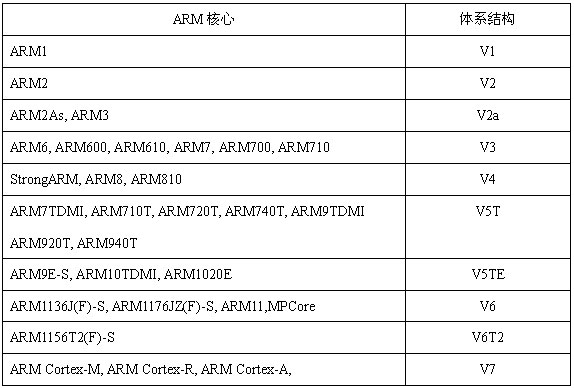 ARM 核心 体系结构
ARM1 V1
ARM2 V2
ARM2As, ARM3 V2a
ARM6, ARM600, ARM610, ARM7, ARM700, ARM710 V3
StrongARM, ARM8, ARM810 V4
ARM7TDMI, ARM710T, ARM720T, ARM740T, ARM9TDMI V5T
ARM920T, ARM940T
ARM9E-S, ARM10TDMI, ARM1020E V5TE
ARM1136J(F)-S, ARM1176JZ(F)-S, ARM11,MPCore V6
ARM1156T2(F)-S V6T2
ARM Cortex-M, ARM Cortex-R, ARM Cortex-A, V7